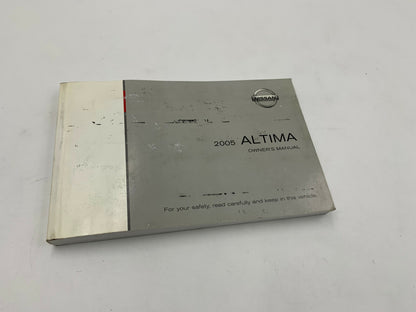 NISSAN
2005 ALTIMA
OWNER'S MANUAL
For your safety, read carefully and keep in this vehicle.